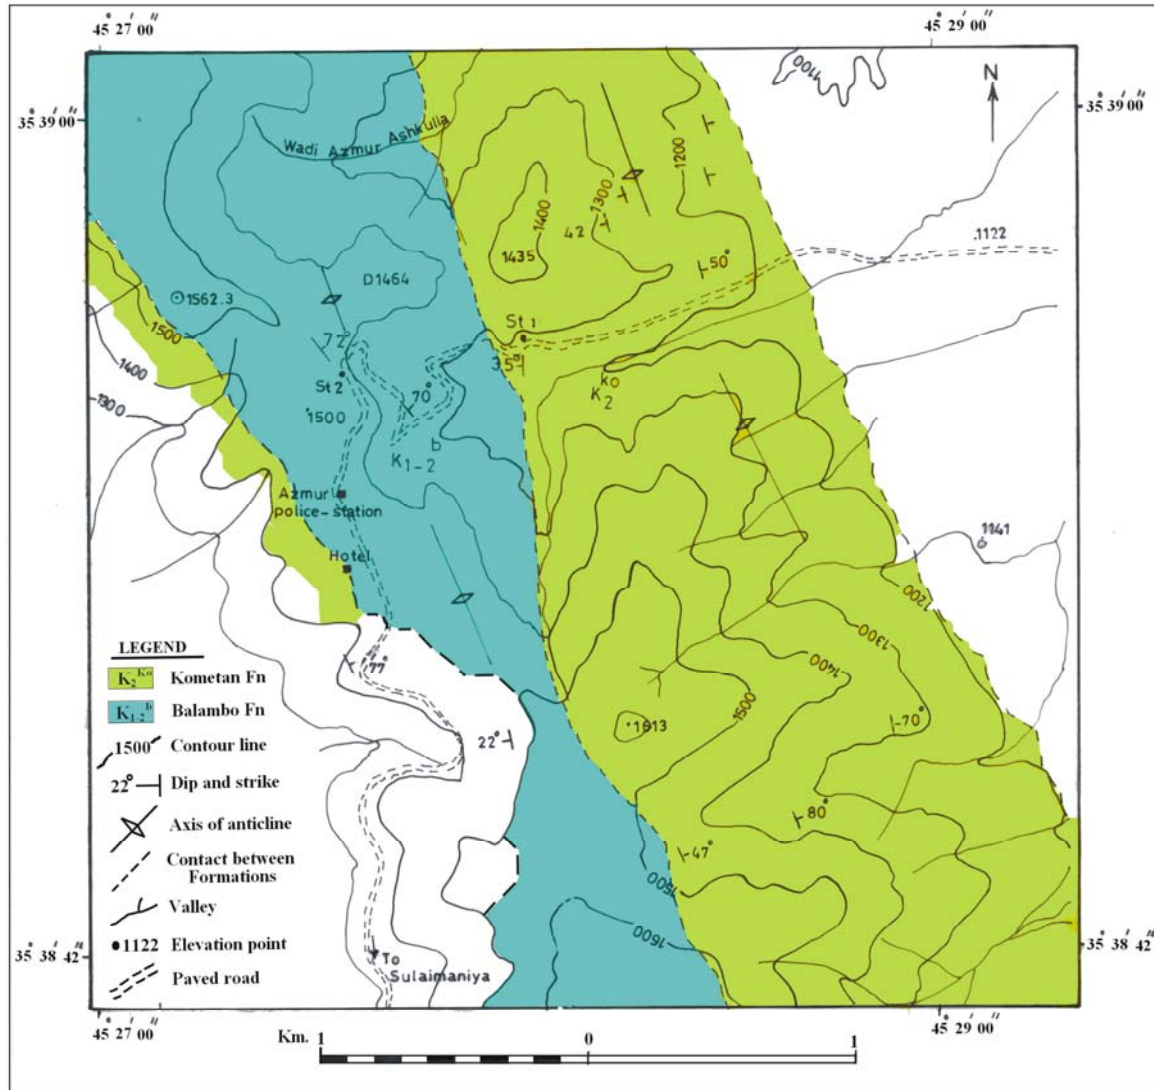 45° 27' 00"
45° 29' 00"
N
1100
35° 39' 00"
35° 39' 00"
Wadi Azmur Ashkulla
1200
1300
1400
42
1435
.1122
50°
D1464
1562.3
1500
St1
72°
35°
1400
St2
70°
ko
K2
1300
1500
b
K1-2
Azmur
police-station
1141
Hotel
1200
1300
LEGEND
77°
1400
K2 Ko Kometan Fn
1500
K1-2 b Balambo Fn
.1613
70°
1500 Contour line
22°
22° Dip and strike
80°
Axis of anticline
47°
Contact between
Formations
1500
Valley
1600
1122 Elevation point
35° 38' 42"
35° 38' 42"
To
Sulaimaniya
Paved road
45° 27' 00"
45° 29' 00"
Km. 1 0 1